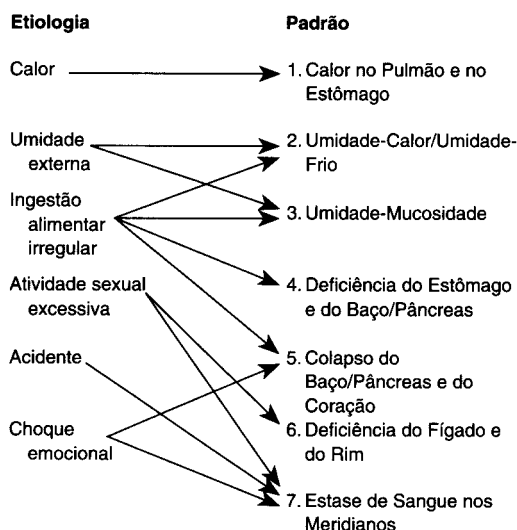 Etiologia
Padrão
Calor
1. Calor no Pulmão e no
Estômago
Umidade
externa
2. Umidade-Calor/Umidade-
Frio
Ingestão
alimentar
irregular
3. Umidade-Mucosidade
Atividade sexual
excessiva
4. Deficiência do Estômago
e do Baço/Pâncreas
Acidente
5. Colapso do
Baço/Pâncreas e do
Coração
Choque
emocional
6. Deficiência do Fígado e
do Rim
7. Estase de Sangue nos
Meridianos